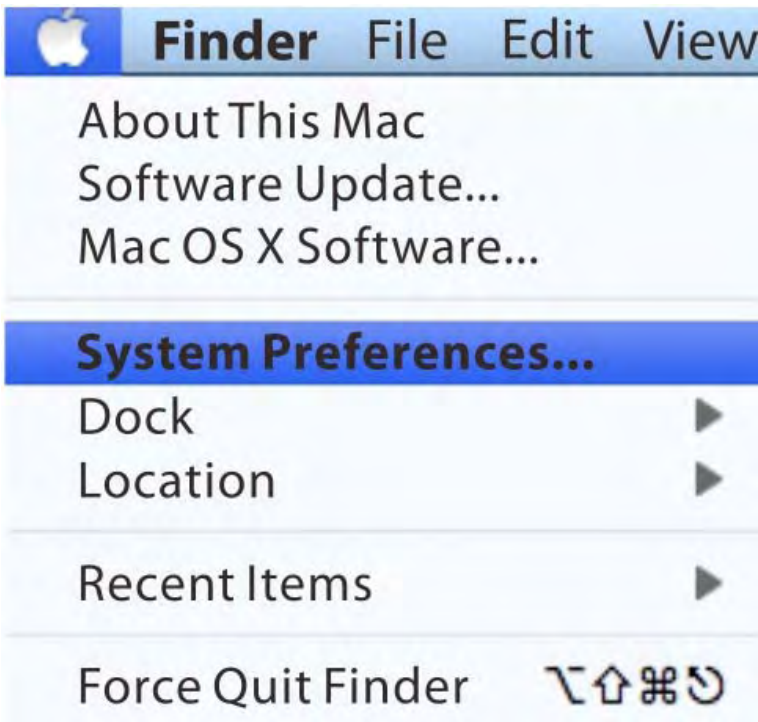 Finder File Edit View
About This Mac
Software Update...
Mac OS X Software...
System Preferences...
Dock
Location
Recent Items
Force Quit Finder ⌥⇧⌘⎋